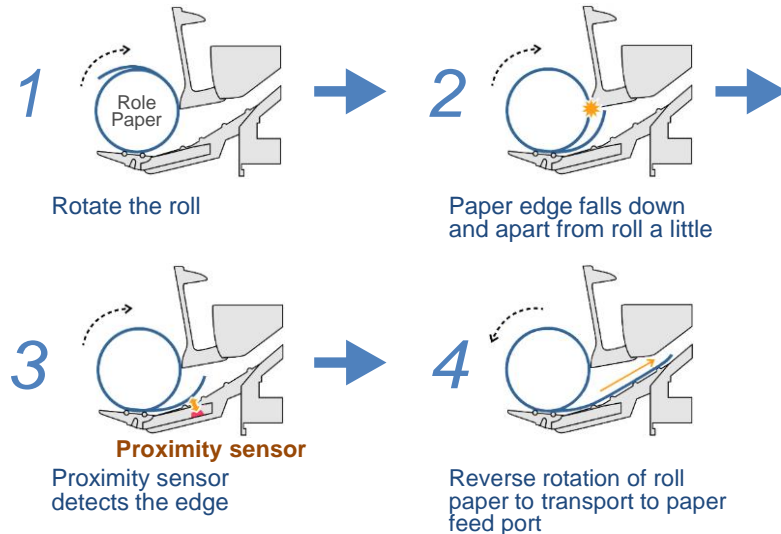 1
Role
Paper
Rotate the roll
2
Paper edge falls down
and apart from roll a little
3
Proximity sensor
Proximity sensor
detects the edge
4
Reverse rotation of roll
paper to transport to paper
feed port